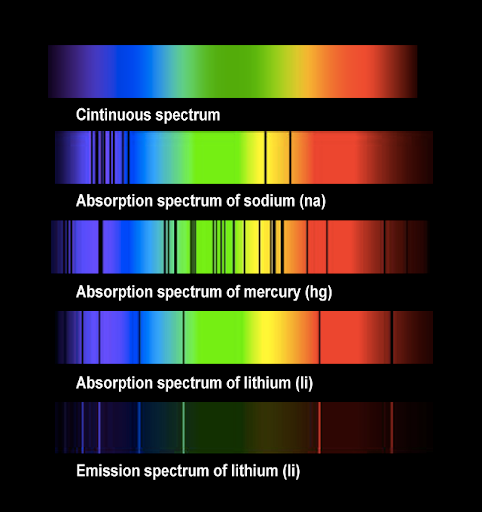 Cintinuous spectrum
Absorption spectrum of sodium (na)
Absorption spectrum of mercury (hg)
Absorption spectrum of lithium (li)
Emission spectrum of lithium (li)